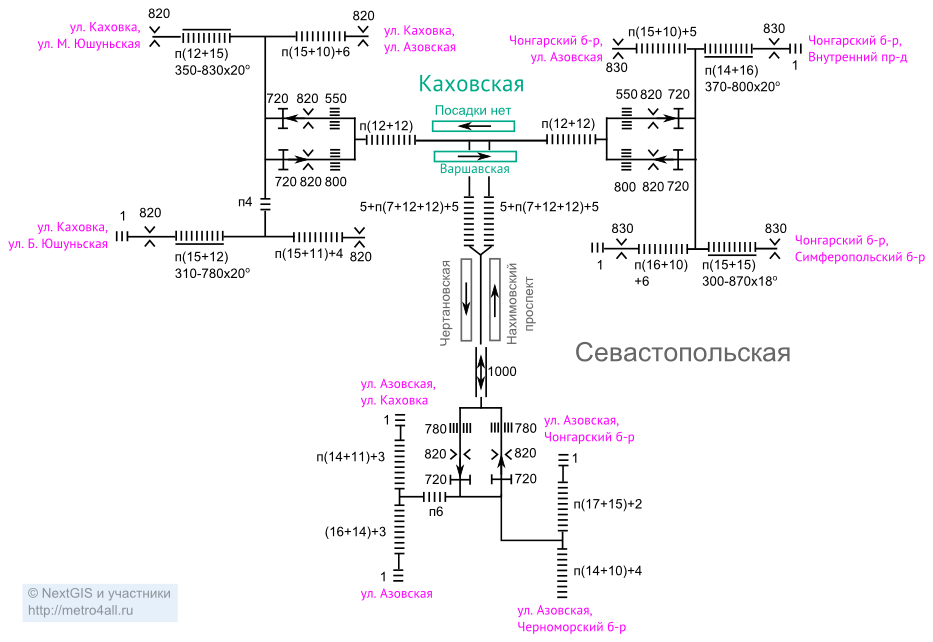 820
ул. Каховка,
ул. М. Юшуньская
п(12+15)
350-830х20°
п(15+10)+6
820
ул. Каховка,
ул. Азовская
Чонгарский б-р,
ул. Азовская
830
п(15+10)+5
830
п(14+16)
370-800х20°
1
Чонгарский б-р,
Внутренний пр-д
Каховская
Посадки нет
Варшавская
720 820 550
п(12+12)
720 820 800
п(12+12)
550 820 720
800 820 720
п4
5+п(7+12+12)+5
5+п(7+12+12)+5
ул. Каховка,
ул. Б. Юшуньская
1
820
п(15+12)
310-780х20°
п(15+11)+4
820
830
1
п(16+10)
+6
п(15+15)
300-870х18°
830
Чонгарский б-р,
Симферопольский б-р
Чертановская
Нахимовский
проспект
Севастопольская
1000
ул. Азовская,
ул. Каховка
1
780
780
820
820
720
720
п(14+11)+3
п6
(16+14)+3
1
ул. Азовская
ул. Азовская,
Чонгарский б-р
1
п(17+15)+2
п(14+10)+4
ул. Азовская,
Черноморский б-р
© NextGIS и участники
http://metro4all.ru